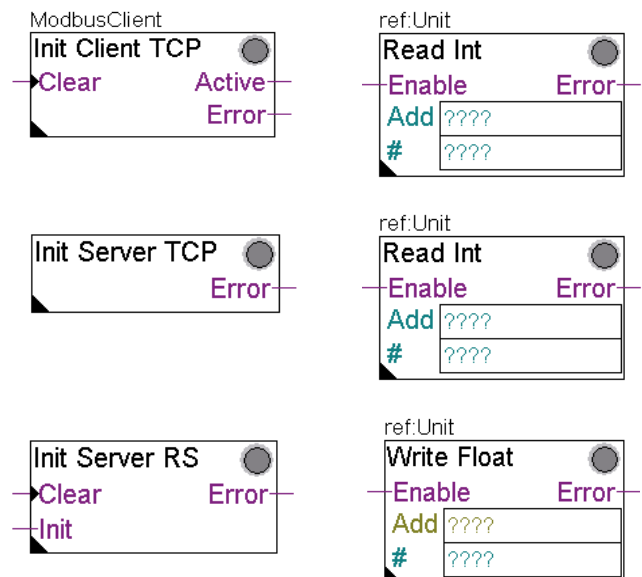 ModbusClient
Init Client TCP
Clear Active
Error
ref:Unit
Read Int
Enable Error
Add ????
# ????
Init Server TCP
Error
ref:Unit
Read Int
Enable Error
Add ????
# ????
Init Server RS
Clear Error
Init
ref:Unit
Write Float
Enable Error
Add ????
# ????